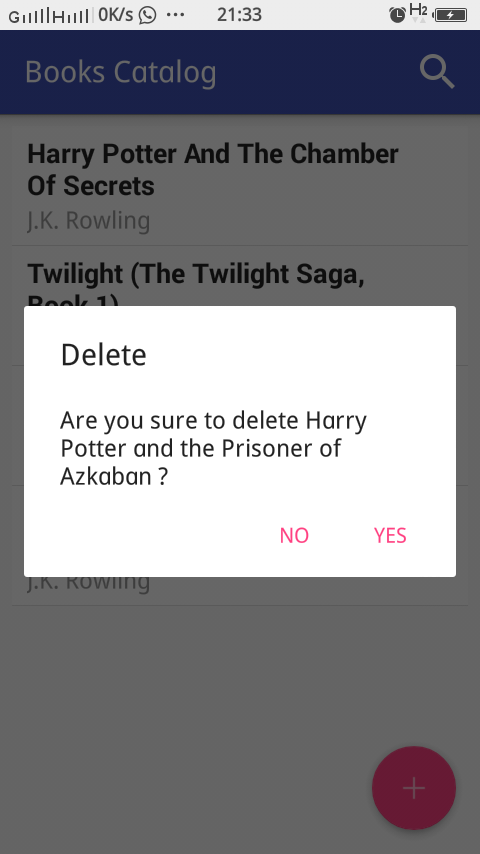 0K/s 21:33 H2
Books Catalog
Harry Potter And The Chamber
Of Secrets
J.K. Rowling
Twilight (The Twilight Saga,
Book 1)
Delete
Are you sure to delete Harry
Potter and the Prisoner of
Azkaban ?
NO YES
J.K. Rowling